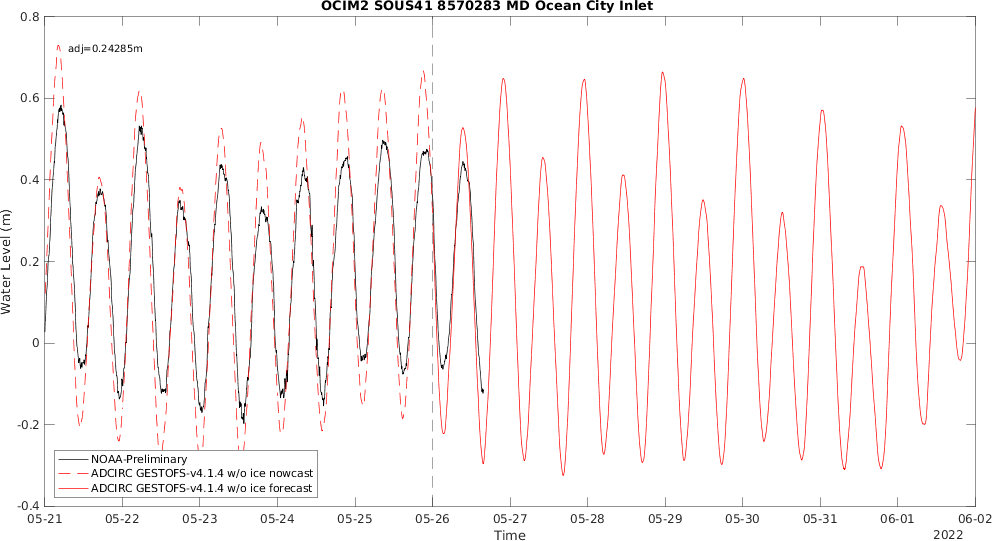 OCIM2 SOUS41 8570283 MD Ocean City Inlet
0.8
adj=0.24285m
0.6
0.4
0.2
0
-0.2
-0.4
Water Level (m)
NOAA-Preliminary
ADCIRC GESTOFS-v4.1.4 w/o ice nowcast
ADCIRC GESTOFS-v4.1.4 w/o ice forecast
05-21 05-22 05-23 05-24 05-25 05-26 05-27 05-28 05-29 05-30 05-31 06-01 06-02
Time
2022